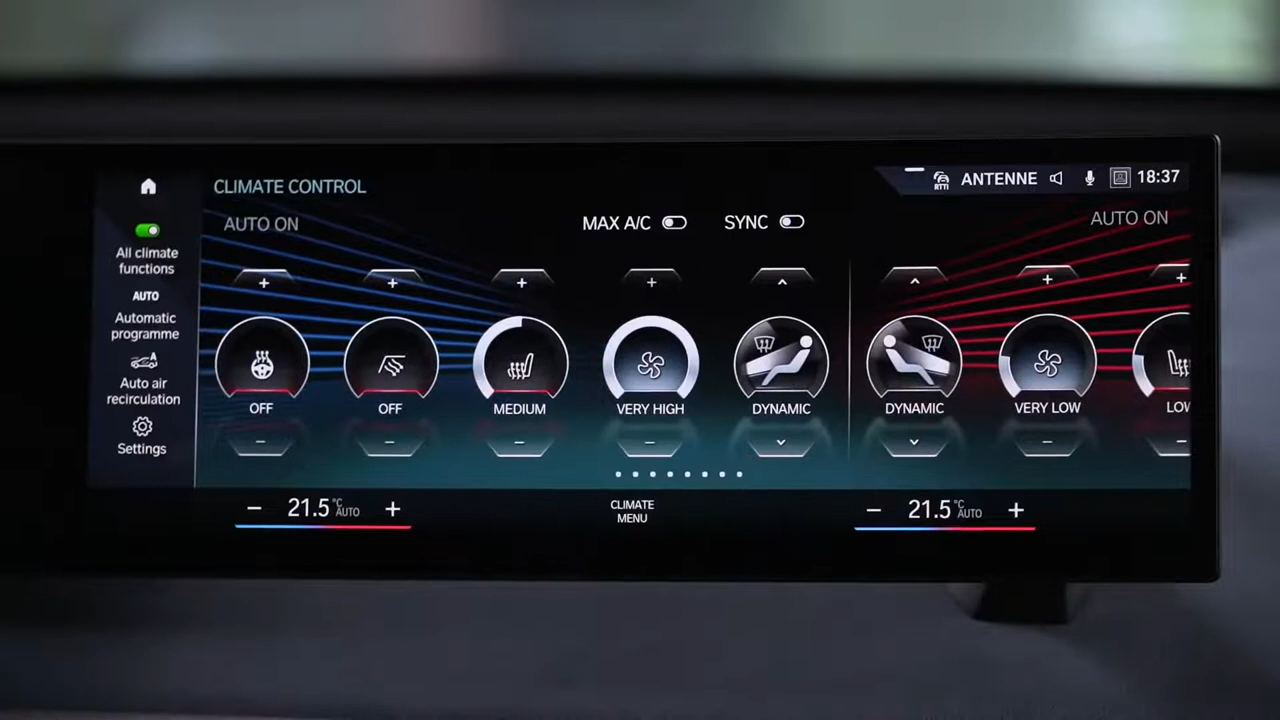 CLIMATE CONTROL
RTTI ANTENNE 18:37
AUTO ON
MAX A/C SYNC
AUTO ON
All climate
functions
AUTO
Automatic
programme
A
Auto air
recirculation
Settings
+ + + + + +
OFF OFF MEDIUM VERY HIGH DYNAMIC DYNAMIC VERY LOW LOW
− − − − − −
− 21.5 °C AUTO +
CLIMATE
MENU
− 21.5 °C AUTO +